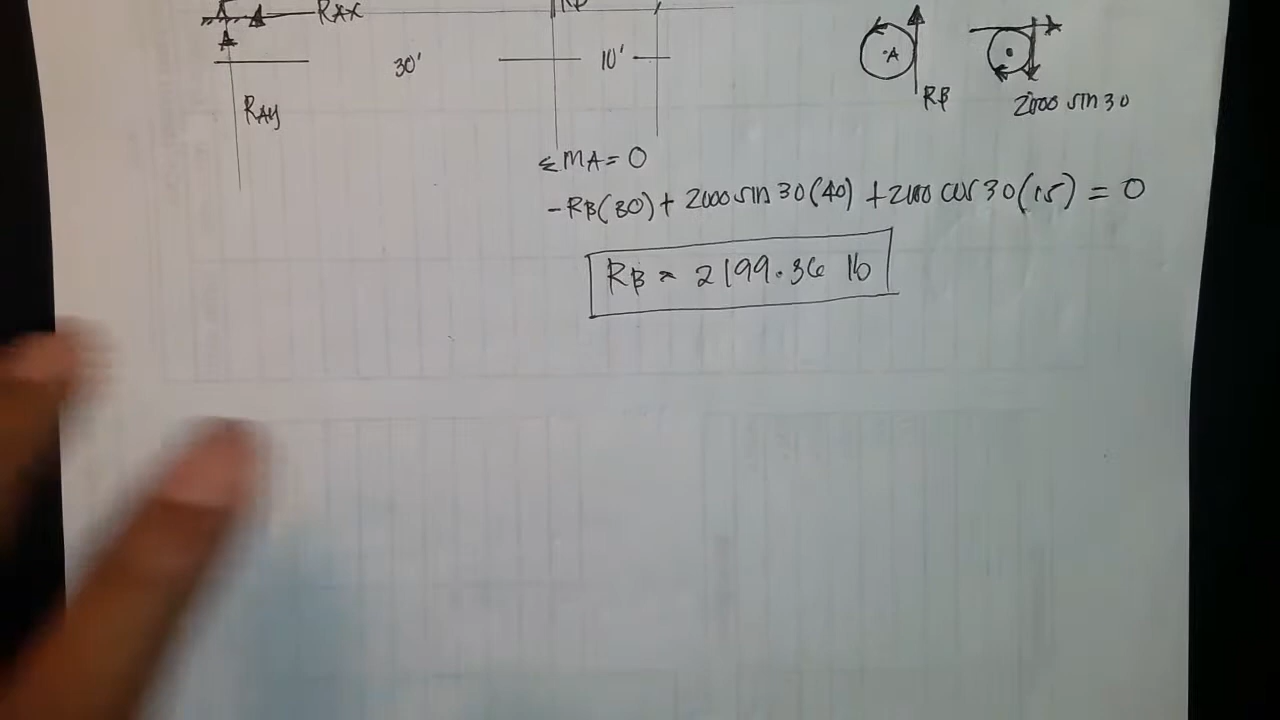 A RAX RB
A
30' 10' A
RAY RB 2000 sin 30
ΣMA = 0
-RB(30) + 2000 sin 30(40) + 2000 cos 30(15) = 0
RB = 2199.36 lb